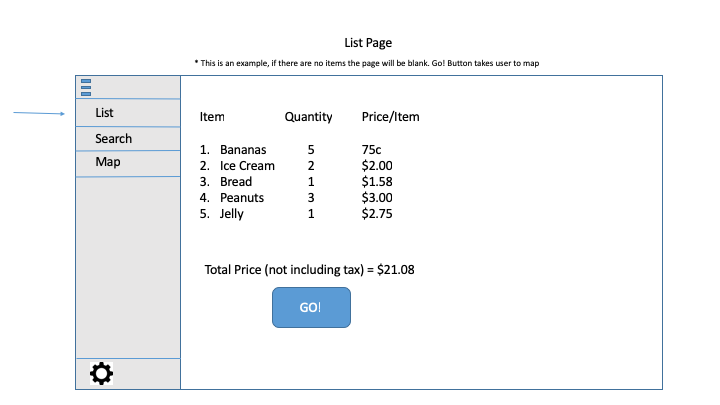 List Page
* This is an example, if there are no items the page will be blank. Go! Button takes user to map
List
Search
Map
Item Quantity Price/Item
1. Bananas 5 75c
2. Ice Cream 2 $2.00
3. Bread 1 $1.58
4. Peanuts 3 $3.00
5. Jelly 1 $2.75
Total Price (not including tax) = $21.08
GO!